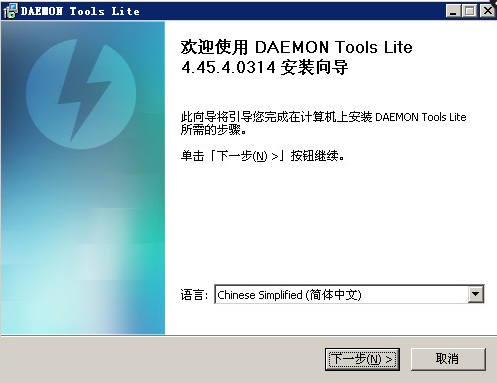 DAEMON Tools Lite
欢迎使用 DAEMON Tools Lite
4.45.4.0314 安装向导
此向导将引导您完成在计算机上安装 DAEMON Tools Lite
所需的步骤。
单击「下一步(N) >」按钮继续。
语言: Chinese Simplified (简体中文)
下一步(N) > 取消